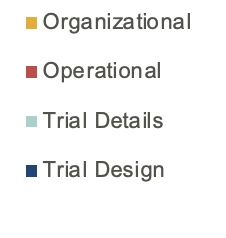 Organizational
Operational
Trial Details
Trial Design